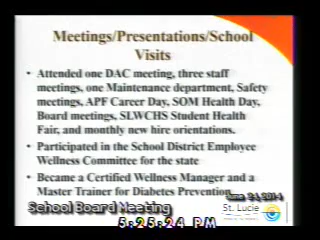 Meetings/Presentations/School
Visits
• Attended one DAC meeting, three staff
meetings, one Maintenance department, Safety
meetings, APF Career Day, SOM Health Day,
Board meetings, SLWCHS Student Health
Fair, and monthly new hire orientations.
• Participated in the School District Employee
Wellness Committee for the state
• Became a Certified Wellness Manager and a
Master Trainer for Diabetes Prevention
June 24, 2014
School Board Meeting
St. Lucie
5:25:24 PM